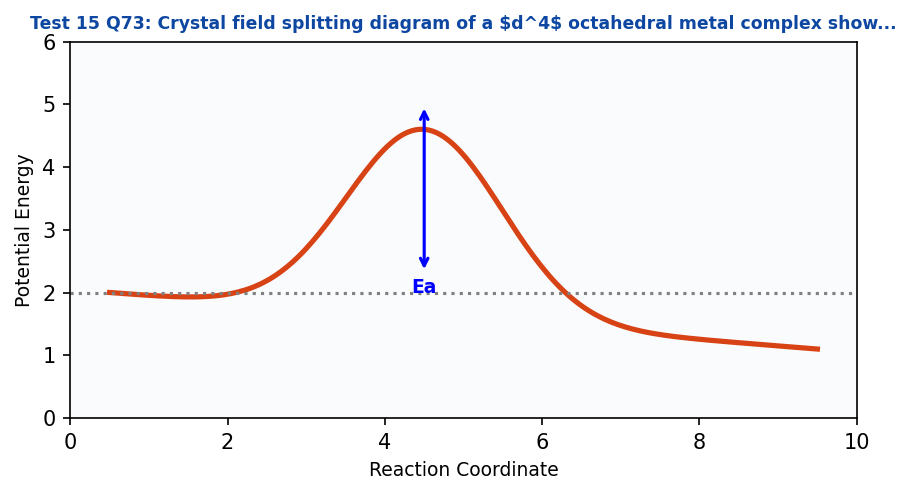 Test 15 Q73: Crystal field splitting diagram of a $d^4$ octahedral metal complex show...
6
5
4
3
2
1
0
Potential Energy
Ea
0 2 4 6 8 10
Reaction Coordinate